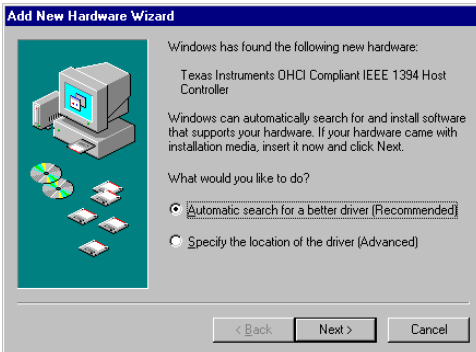 Add New Hardware Wizard
Windows has found the following new hardware:
Texas Instruments OHCI Compliant IEEE 1394 Host
Controller
Windows can automatically search for and install software
that supports your hardware. If your hardware came with
installation media, insert it now and click Next.
What would you like to do?
Automatic search for a better driver (Recommended)
Specify the location of the driver (Advanced)
< Back
Next >
Cancel